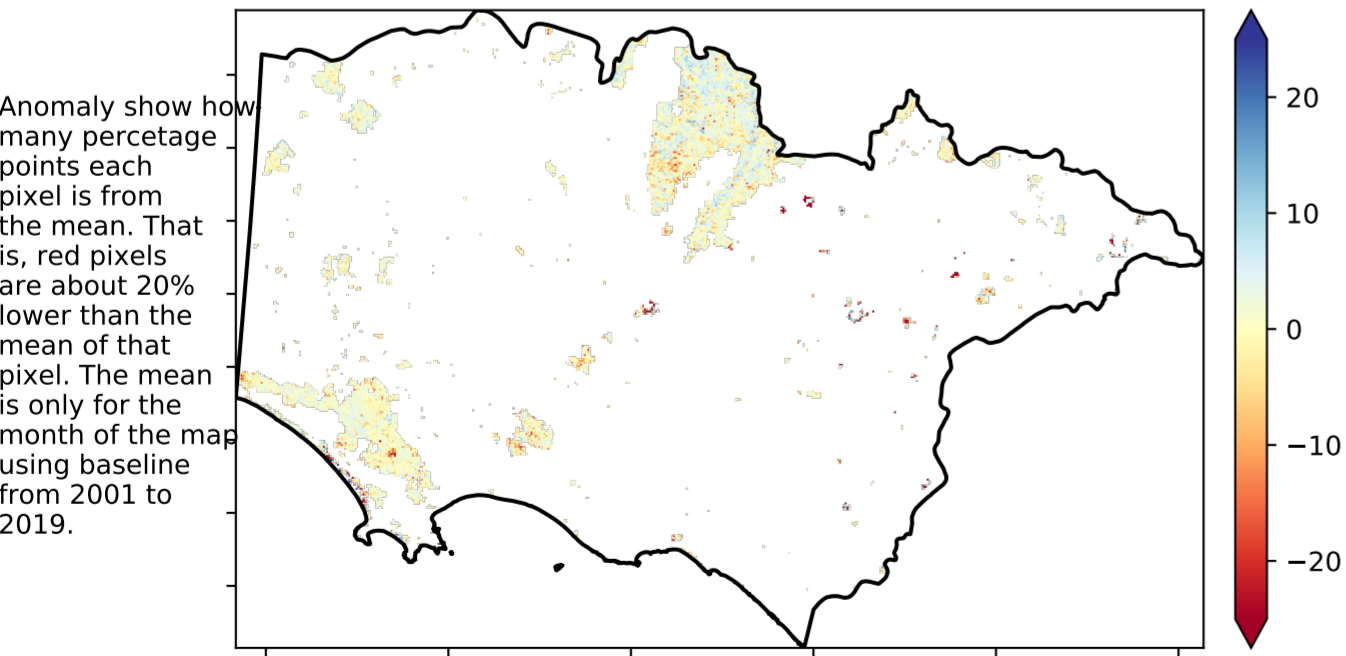 Anomaly show how
many percetage
points each
pixel is from
the mean. That
is, red pixels
are about 20%
lower than the
mean of that
pixel. The mean
is only for the
month of the map
using baseline
from 2001 to
2019.
20
10
0
−10
−20